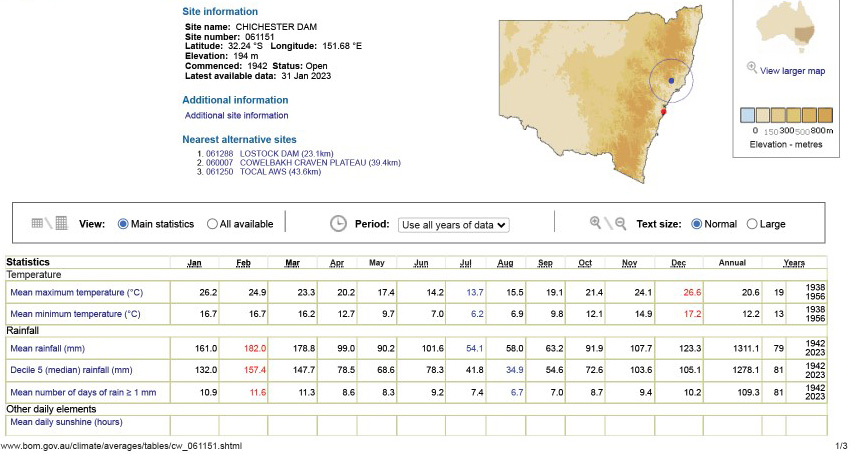 Site information
Site name: CHICHESTER DAM
Site number: 061151
Latitude: 32.24 °S Longitude: 151.68 °E
Elevation: 194 m
Commenced: 1942 Status: Open
Latest available data: 31 Jan 2023
Additional information
Additional site information
Nearest alternative sites
1. 061288 LOSTOCK DAM (23.1km)
2. 060007 COWELBAKH CRAVEN PLATEAU (39.4km)
3. 061250 TOCAL AWS (43.6km)
View larger map
0 150 300 500 800m
Elevation - metres
View: Main statistics All available Period: Use all years of data Text size: Normal Large
Statistics Jan Feb Mar Apr May Jun Jul Aug Sep Oct Nov Dec Annual Years
Temperature
Mean maximum temperature (°C) 26.2 24.9 23.3 20.2 17.4 14.2 13.7 15.5 19.1 21.4 24.1 26.6 20.6 19 1938 1956
Mean minimum temperature (°C) 16.7 16.7 16.2 12.7 9.7 7.0 6.2 6.9 9.8 12.1 14.9 17.2 12.2 13 1938 1956
Rainfall
Mean rainfall (mm) 161.0 182.0 178.8 99.0 90.2 101.6 54.1 58.0 63.2 91.9 107.7 123.3 1311.1 79 1942 2023
Decile 5 (median) rainfall (mm) 132.0 157.4 147.7 78.5 68.6 78.3 41.8 34.9 54.6 72.6 103.6 105.1 1278.1 81 1942 2023
Mean number of days of rain ≥ 1 mm 10.9 11.6 11.3 8.6 8.3 9.2 7.4 6.7 7.0 8.7 9.4 10.2 109.3 81 1942 2023
Other daily elements
Mean daily sunshine (hours)
www.bom.gov.au/climate/averages/tables/cw_061151.shtml 1/3